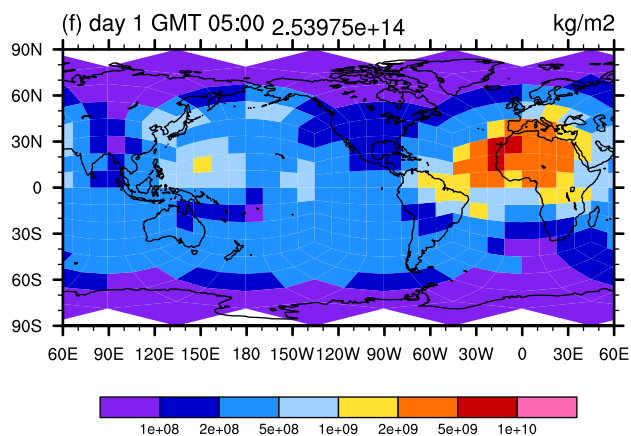 (f) day 1 GMT 05:00 2.53975e+14 kg/m2
90N
60N
30N
0
30S
60S
90S
60E 90E 120E 150E 180 150W 120W 90W 60W 30W 0 30E 60E
1e+08 2e+08 5e+08 1e+09 2e+09 5e+09 1e+10